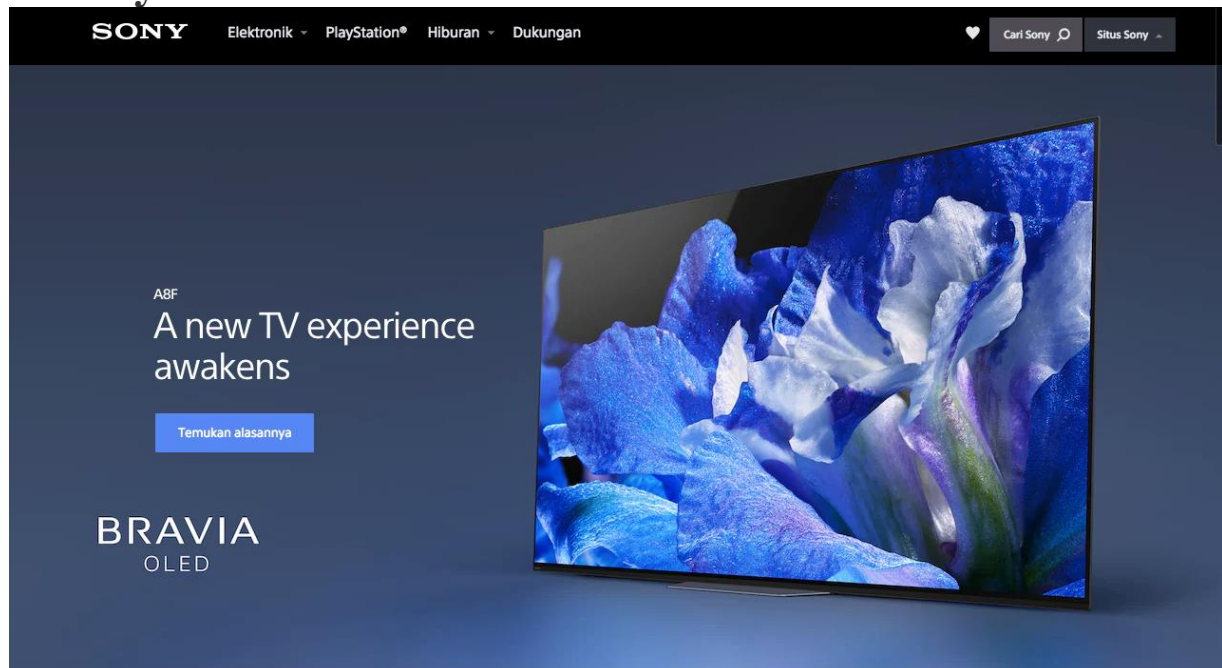 SONY
Elektronik PlayStation® Hiburan Dukungan
Cari Sony Situs Sony
A8F
A new TV experience
awakens
Temukan alasannya
BRAVIA
OLED